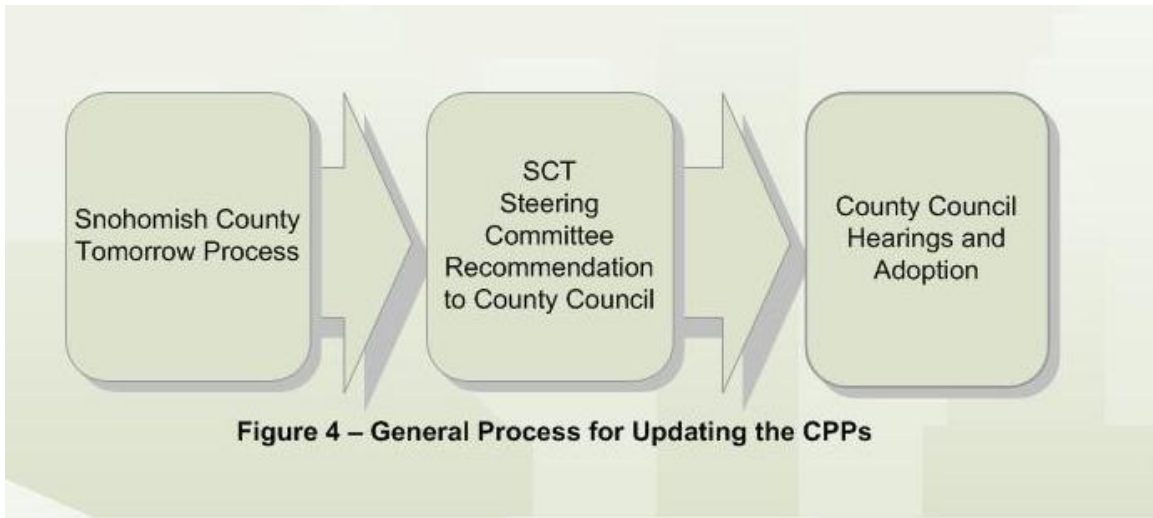 Snohomish County
Tomorrow Process
SCT
Steering
Committee
Recommendation
to County Council
County Council
Hearings and
Adoption
Figure 4 – General Process for Updating the CPPs